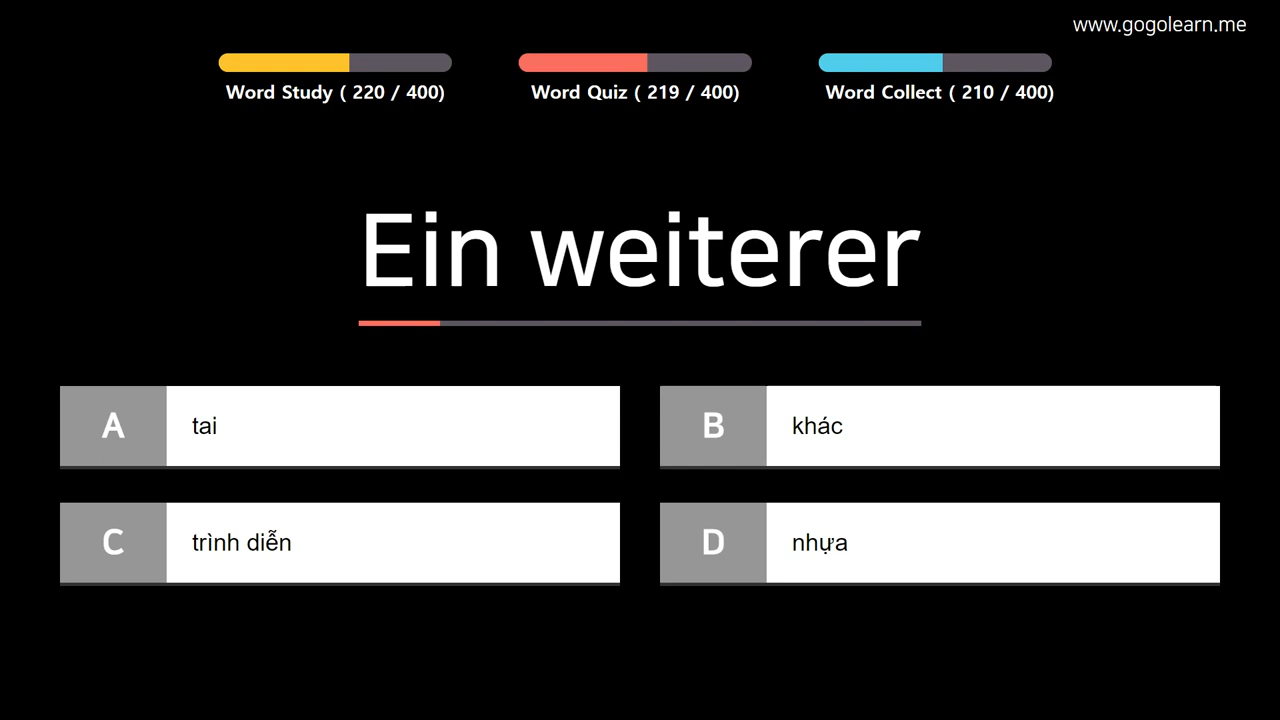 www.gogolearn.me
Word Study ( 220 / 400)
Word Quiz ( 219 / 400)
Word Collect ( 210 / 400)
Ein weiterer
A tai
B khác
C trình diễn
D nhựa